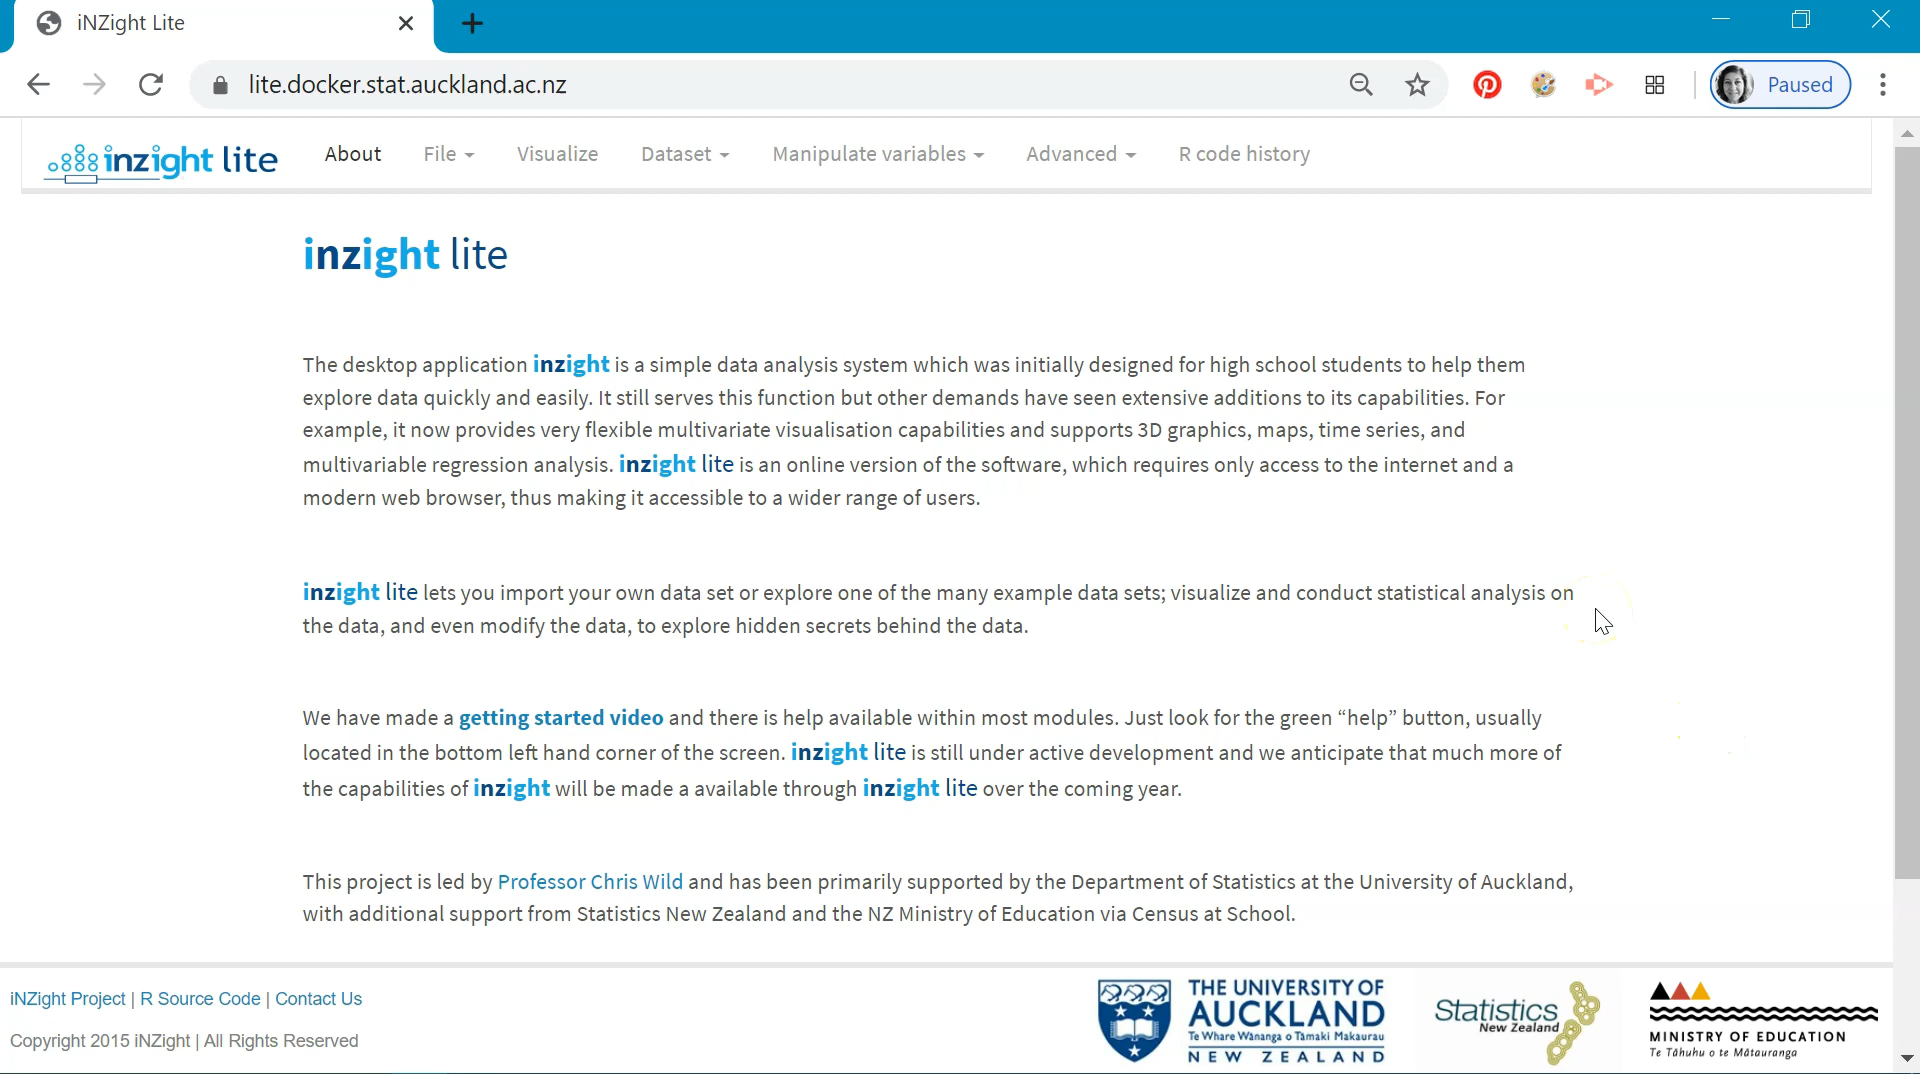 iNZight Lite
lite.docker.stat.auckland.ac.nz
Paused
inzight lite
About File Visualize Dataset Manipulate variables Advanced R code history
inzight lite
The desktop application inzight is a simple data analysis system which was initially designed for high school students to help them
explore data quickly and easily. It still serves this function but other demands have seen extensive additions to its capabilities. For
example, it now provides very flexible multivariate visualisation capabilities and supports 3D graphics, maps, time series, and
multivariable regression analysis. inzight lite is an online version of the software, which requires only access to the internet and a
modern web browser, thus making it accessible to a wider range of users.
inzight lite lets you import your own data set or explore one of the many example data sets; visualize and conduct statistical analysis on
the data, and even modify the data, to explore hidden secrets behind the data.
We have made a getting started video and there is help available within most modules. Just look for the green “help” button, usually
located in the bottom left hand corner of the screen. inzight lite is still under active development and we anticipate that much more of
the capabilities of inzight will be made a available through inzight lite over the coming year.
This project is led by Professor Chris Wild and has been primarily supported by the Department of Statistics at the University of Auckland,
with additional support from Statistics New Zealand and the NZ Ministry of Education via Census at School.
iNZight Project | R Source Code | Contact Us
Copyright 2015 iNZight | All Rights Reserved
THE UNIVERSITY OF
AUCKLAND
Te Whare Wānanga o Tāmaki Makaurau
NEW ZEALAND
Statistics
New Zealand
MINISTRY OF EDUCATION
Te Tāhuhu o te Mātauranga